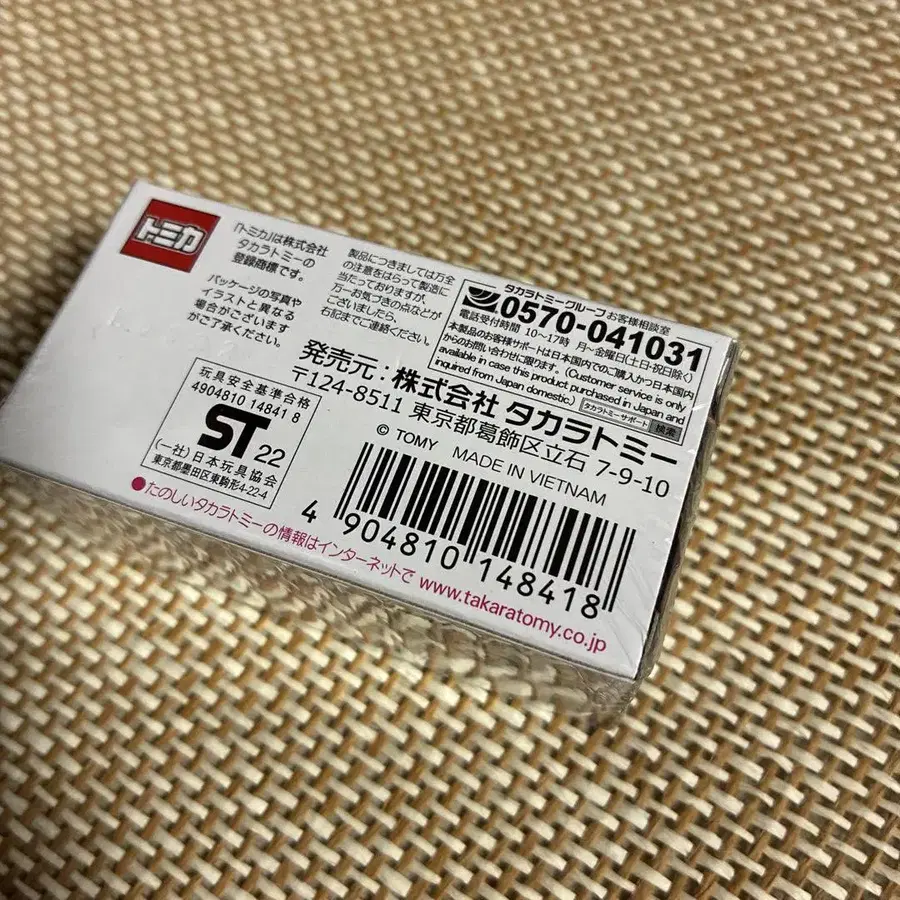 トミカ
「トミカ」は株式会社
タカラトミーの
登録商標です。
パッケージの写真や
イラストと異なる
場合がございます
がご了承ください。
製品につきましては万全
の注意をはらって製造に
当たっておりますが、
万一お気づきの点などが
ございましたら、
右記までご連絡ください。
タカラトミーグループお客様相談室
0570-041031
電話受付時間 10〜17時 月〜金曜日(土日・祝日除く)
本製品のお客様サポートは日本国内でのご購入かつ日本国内
からのお問い合わせに限ります。(Customer service is only
available in case this product purchased in Japan and
inquired from Japan domestic.) タカラトミーサポート 検索
発売元:株式会社 タカラトミー
〒124-8511 東京都葛飾区立石 7-9-10
© TOMY MADE IN VIETNAM
玩具安全基準合格
4904810 14841 8
ST 22
(一社)日本玩具協会
東京都墨田区東駒形4-22-4
4 904810 148418
●たのしいタカラトミーの情報はインターネットで www.takaratomy.co.jp